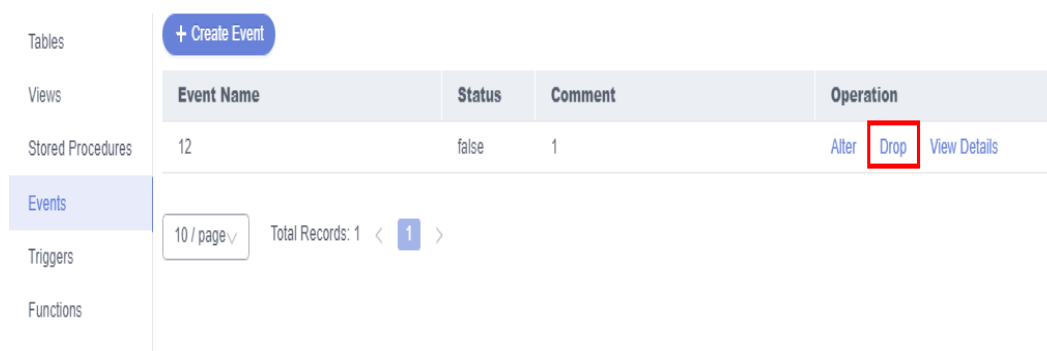 Tables
Views
Stored Procedures
Events
Triggers
Functions
+ Create Event
Event Name Status Comment Operation
12 false 1 Alter Drop View Details
10 / page Total Records: 1 < 1 >